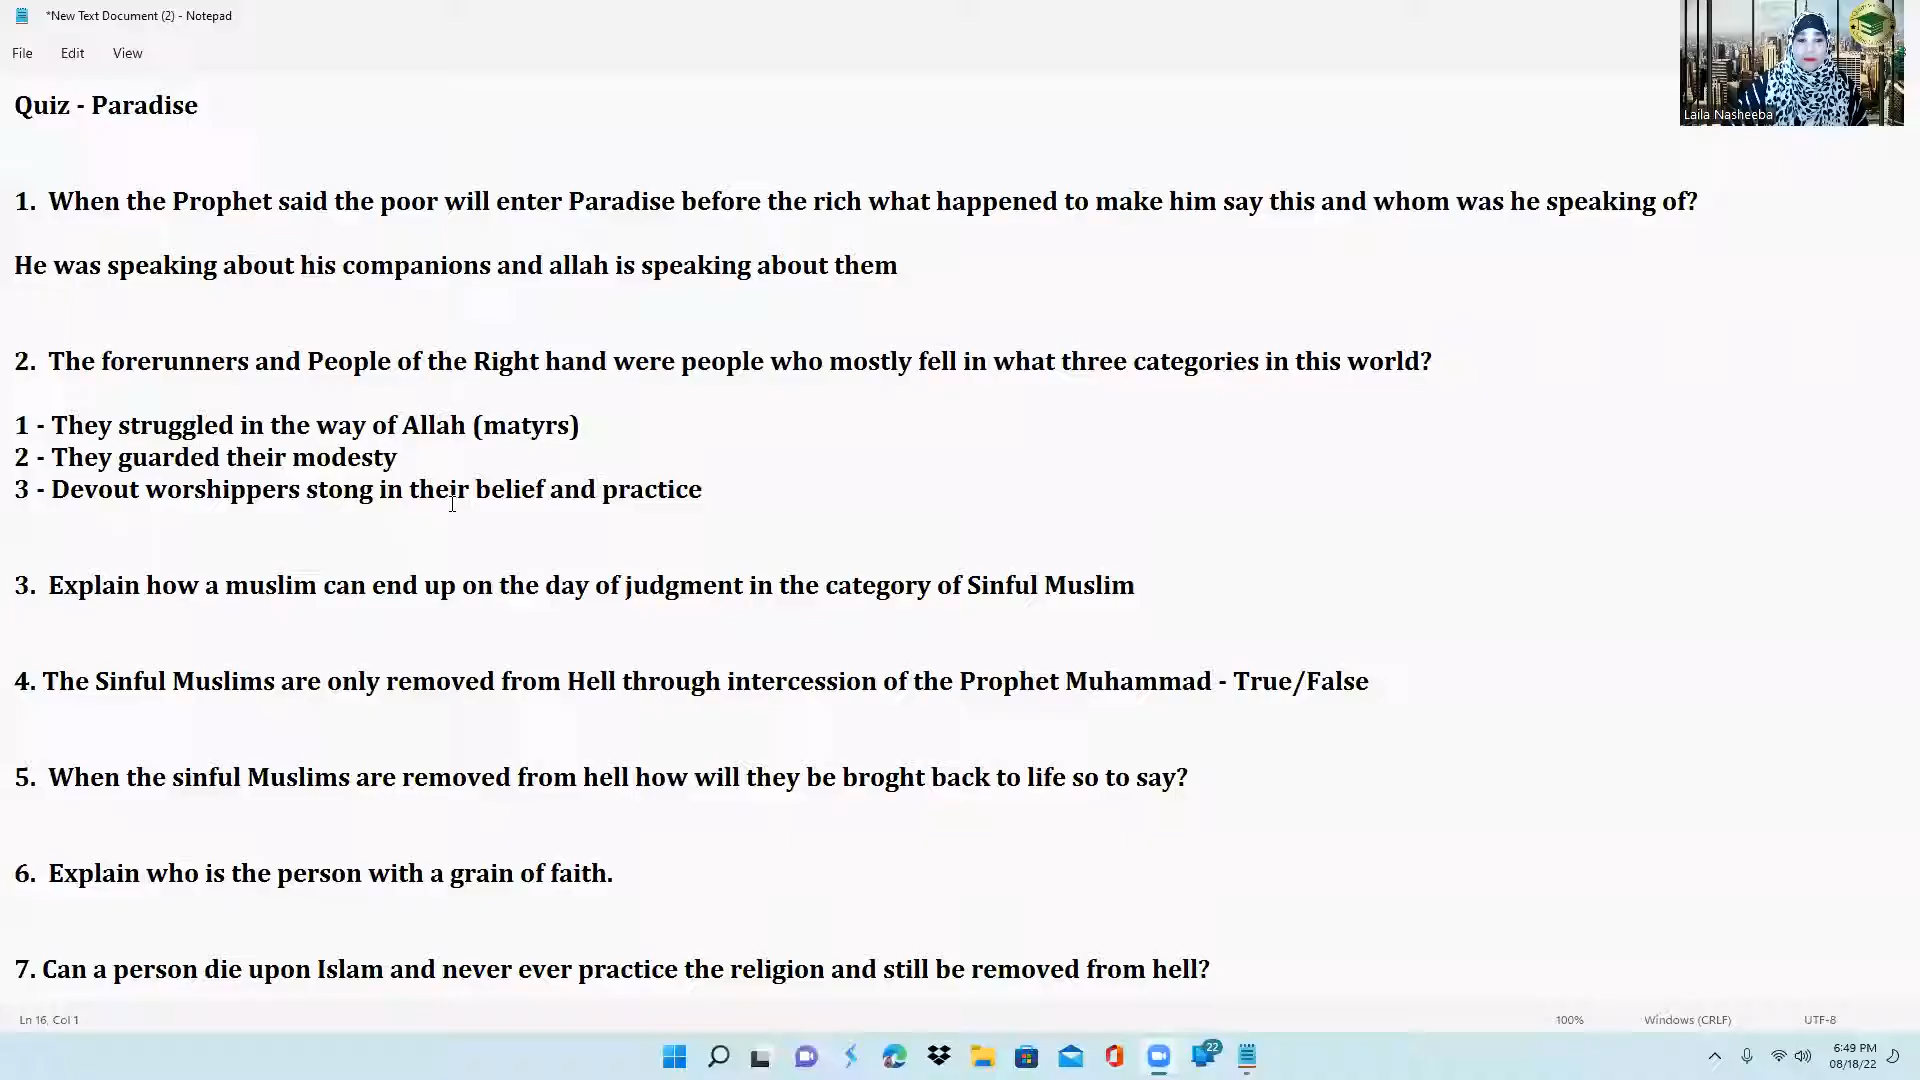 *New Text Document (2) - Notepad
File Edit View
Laila Nasheeba
Quiz - Paradise
1. When the Prophet said the poor will enter Paradise before the rich what happened to make him say this and whom was he speaking of?
He was speaking about his companions and allah is speaking about them
2. The forerunners and People of the Right hand were people who mostly fell in what three categories in this world?
1 - They struggled in the way of Allah (matyrs)
2 - They guarded their modesty
3 - Devout worshippers stong in their belief and practice
3. Explain how a muslim can end up on the day of judgment in the category of Sinful Muslim
4. The Sinful Muslims are only removed from Hell through intercession of the Prophet Muhammad - True/False
5. When the sinful Muslims are removed from hell how will they be broght back to life so to say?
6. Explain who is the person with a grain of faith.
7. Can a person die upon Islam and never ever practice the religion and still be removed from hell?
Ln 16, Col 1 100% Windows (CRLF) UTF-8
22
6:49 PM
08/18/22